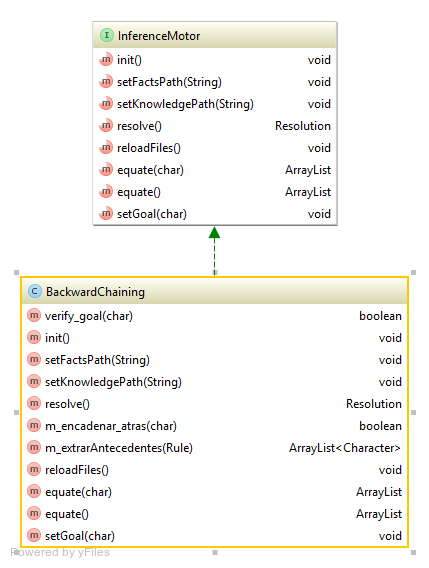 I InferenceMotor
m init() void
m setFactsPath(String) void
m setKnowledgePath(String) void
m resolve() Resolution
m reloadFiles() void
m equate(char) ArrayList
m equate() ArrayList
m setGoal(char) void
C BackwardChaining
m verify_goal(char) boolean
m init() void
m setFactsPath(String) void
m setKnowledgePath(String) void
m resolve() Resolution
m m_encadenar_atras(char) boolean
m m_extrarAntecedentes(Rule) ArrayList<Character>
m reloadFiles() void
m equate(char) ArrayList
m equate() ArrayList
m setGoal(char) void
Powered by yFiles